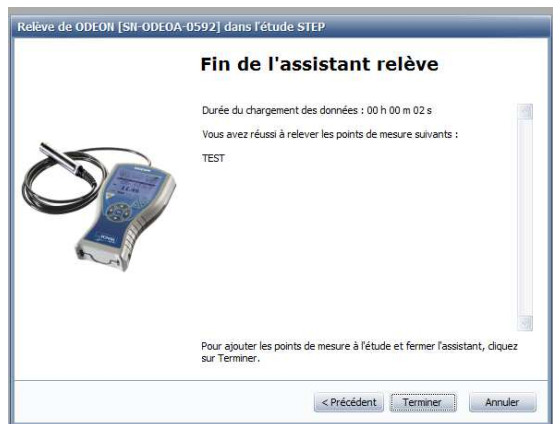 Relève de ODEON [SN-ODEOA-0592] dans l'étude STEP
Fin de l'assistant relève
Durée du chargement des données : 00 h 00 m 02 s
Vous avez réussi à relever les points de mesure suivants :
TEST
Pour ajouter les points de mesure à l'étude et fermer l'assistant, cliquez
sur Terminer.
< Précédent
Terminer
Annuler